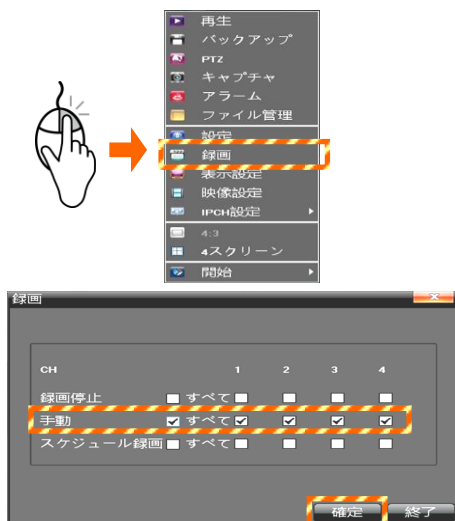 再生
バックアップ
PTZ
キャプチャ
アラーム
ファイル管理
設定
録画
表示設定
映像設定
IPCH設定
4:3
4スクリーン
開始
録画
CH 1 2 3 4
録画停止 すべて
手動 すべて
スケジュール録画 すべて
確定 終了